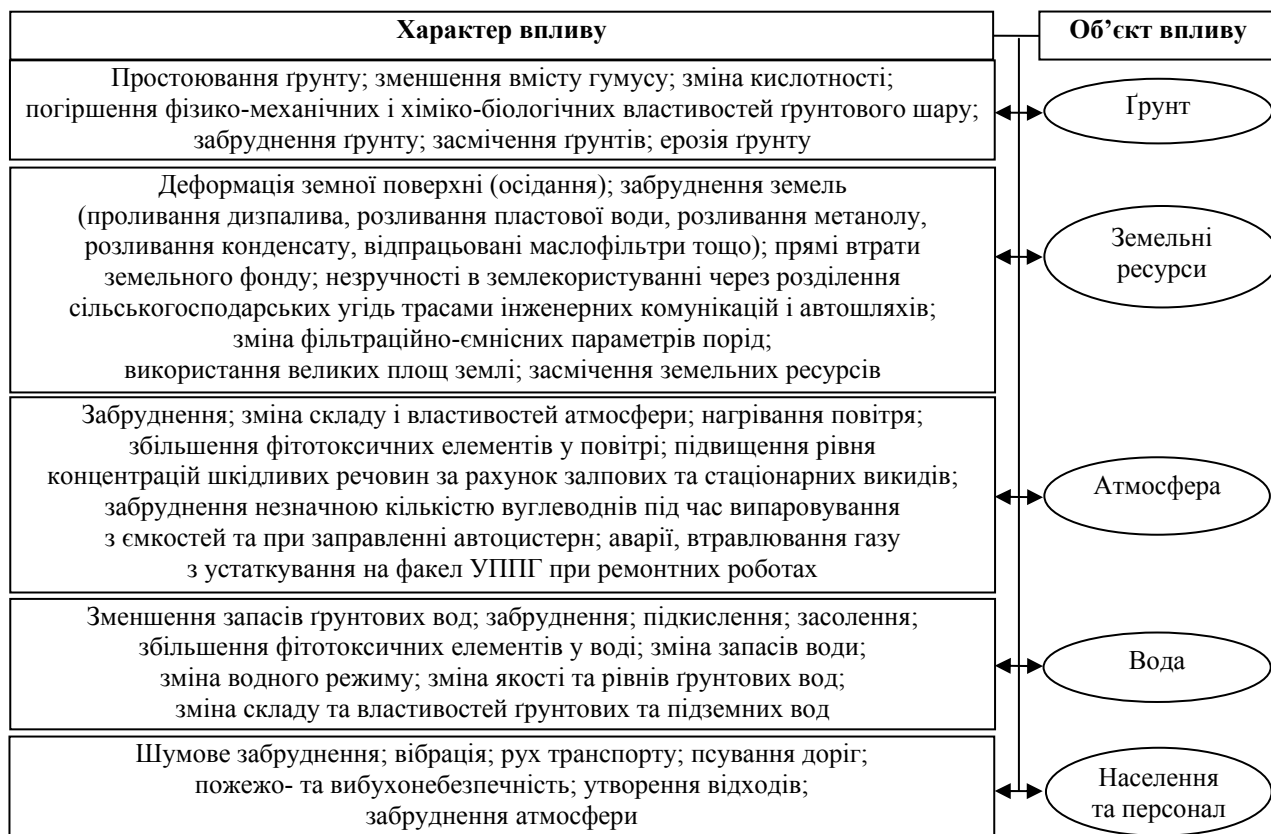 Характер впливу
Об’єкт впливу
Простоювання ґрунту; зменшення вмісту гумусу; зміна кислотності;
погіршення фізико-механічних і хіміко-біологічних властивостей ґрунтового шару;
забруднення ґрунту; засмічення ґрунтів; ерозія ґрунту
Ґрунт
Деформація земної поверхні (осідання); забруднення земель
(проливання дизпалива, розливання пластової води, розливання метанолу,
розливання конденсату, відпрацьовані маслофільтри тощо); прямі втрати
земельного фонду; незручності в землекористуванні через розділення
сільськогосподарських угідь трасами інженерних комунікацій і автошляхів;
зміна фільтраційно-ємнісних параметрів порід;
використання великих площ землі; засмічення земельних ресурсів
Земельні
ресурси
Забруднення; зміна складу і властивостей атмосфери; нагрівання повітря;
збільшення фітотоксичних елементів у повітрі; підвищення рівня
концентрацій шкідливих речовин за рахунок залпових та стаціонарних викидів;
забруднення незначною кількістю вуглеводнів під час випаровування
з ємкостей та при заправленні автоцистерн; аварії, втравлювання газу
з устаткування на факел УППГ при ремонтних роботах
Атмосфера
Зменшення запасів ґрунтових вод; забруднення; підкислення; засолення;
збільшення фітотоксичних елементів у воді; зміна запасів води;
зміна водного режиму; зміна якості та рівнів ґрунтових вод;
зміна складу та властивостей ґрунтових та підземних вод
Вода
Шумове забруднення; вібрація; рух транспорту; псування доріг;
пожежо- та вибухонебезпечність; утворення відходів;
забруднення атмосфери
Населення
та персонал